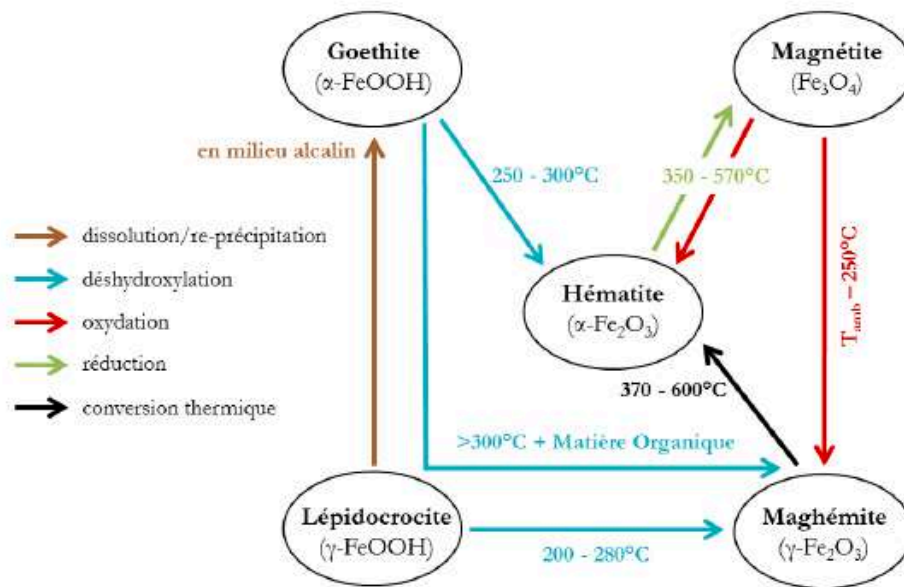 Goethite
(α-FeOOH)
Magnétite
(Fe₃O₄)
en milieu alcalin
250 - 300°C
350 - 570°C
dissolution/re-précipitation
déshydroxylation
oxydation
réduction
conversion thermique
Hématite
(α-Fe₂O₃)
T_amb – 250°C
370 - 600°C
>300°C + Matière Organique
Lépidocrocite
(γ-FeOOH)
200 - 280°C
Maghémite
(γ-Fe₂O₃)